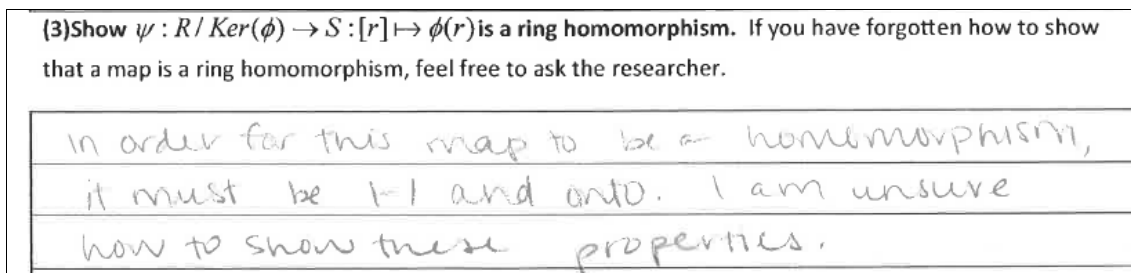 (3)Show ψ : R / Ker(ϕ) → S : [r] ↦ ϕ(r) is a ring homomorphism. If you have forgotten how to show
that a map is a ring homomorphism, feel free to ask the researcher.
In order for this map to be a homomorphism,
it must be 1-1 and onto. I am unsure
how to show these properties.